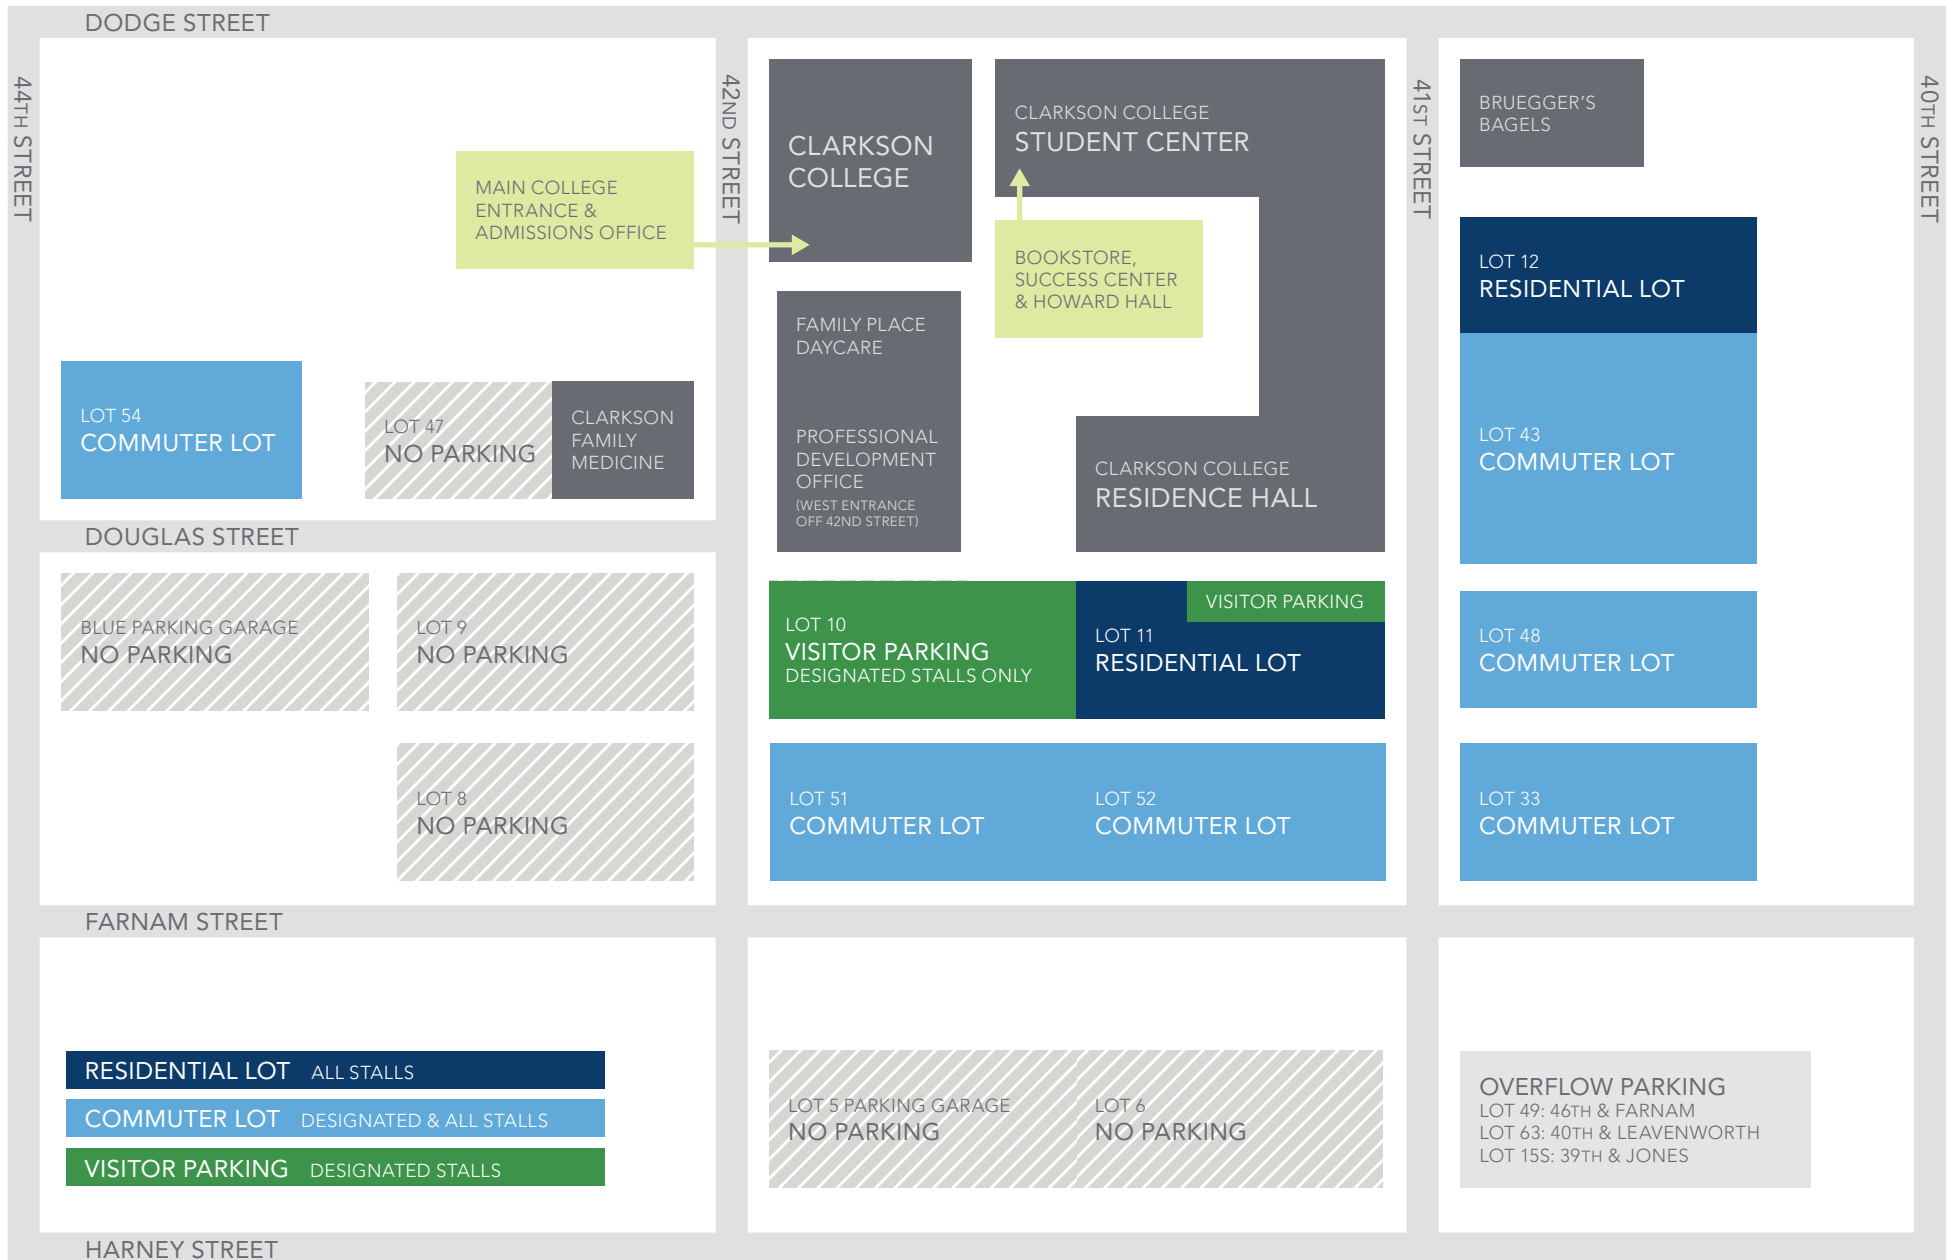 DODGE STREET
44TH STREET
42ND STREET
41ST STREET
40TH STREET
MAIN COLLEGE
ENTRANCE &
ADMISSIONS OFFICE
CLARKSON
COLLEGE
CLARKSON COLLEGE
STUDENT CENTER
BOOKSTORE,
SUCCESS CENTER
& HOWARD HALL
BRUEGGER'S
BAGELS
LOT 12
RESIDENTIAL LOT
FAMILY PLACE
DAYCARE
PROFESSIONAL
DEVELOPMENT
OFFICE
(WEST ENTRANCE
OFF 42ND STREET)
CLARKSON COLLEGE
RESIDENCE HALL
LOT 43
COMMUTER LOT
LOT 54
COMMUTER LOT
LOT 47
NO PARKING
CLARKSON
FAMILY
MEDICINE
DOUGLAS STREET
BLUE PARKING GARAGE
NO PARKING
LOT 9
NO PARKING
LOT 10
VISITOR PARKING
DESIGNATED STALLS ONLY
VISITOR PARKING
LOT 11
RESIDENTIAL LOT
LOT 48
COMMUTER LOT
LOT 8
NO PARKING
LOT 51
COMMUTER LOT
LOT 52
COMMUTER LOT
LOT 33
COMMUTER LOT
FARNAM STREET
RESIDENTIAL LOT ALL STALLS
COMMUTER LOT DESIGNATED & ALL STALLS
VISITOR PARKING DESIGNATED STALLS
LOT 5 PARKING GARAGE
NO PARKING
LOT 6
NO PARKING
OVERFLOW PARKING
LOT 49: 46TH & FARNAM
LOT 63: 40TH & LEAVENWORTH
LOT 15S: 39TH & JONES
HARNEY STREET